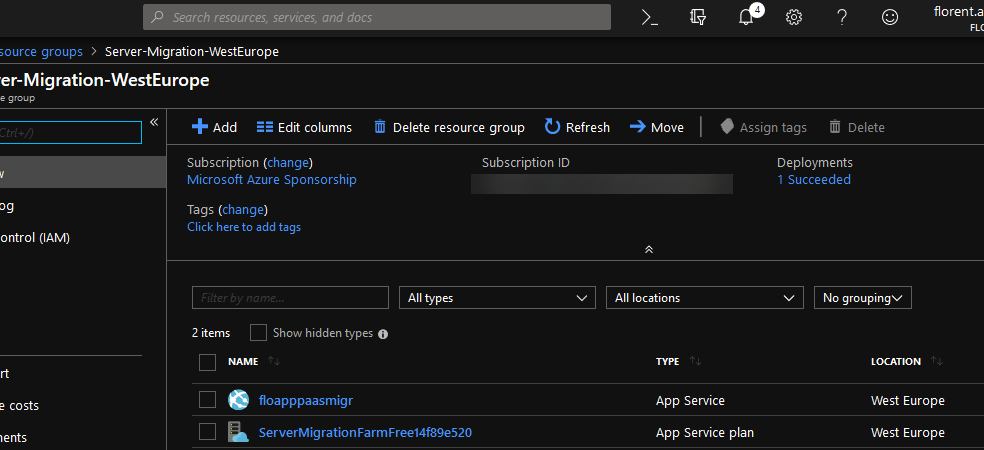 Search resources, services, and docs
4
florent.a
FLO
source groups > Server-Migration-WestEurope
er-Migration-WestEurope
e group
Ctrl+/)
«
Add
Edit columns
Delete resource group
Refresh
Move
Assign tags
Delete
w
og
ontrol (IAM)
rt
e costs
ments
Subscription (change)
Microsoft Azure Sponsorship
Subscription ID
Deployments
1 Succeeded
Tags (change)
Click here to add tags
Filter by name...
All types
All locations
No grouping
2 items
Show hidden types
NAME
TYPE
LOCATION
floapppaasmigr
App Service
West Europe
ServerMigrationFarmFree14f89e520
App Service plan
West Europe